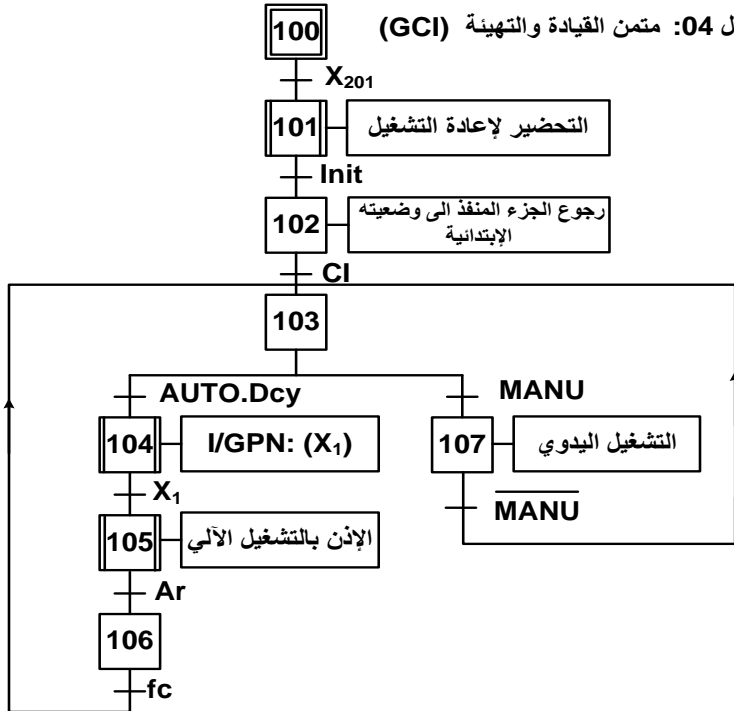 ل 04: متمن القيادة والتهيئة (GCI)
100
X₂₀₁
101
التحضير لإعادة التشغيل
Init
102
رجوع الجزء المنفذ الى وضعيته
الإبتدائية
CI
103
AUTO.Dcy
MANU
104
I/GPN: (X₁)
107
التشغيل اليدوي
X₁
M̅A̅N̅U̅
105
الإذن بالتشغيل الآلي
Ar
106
fc